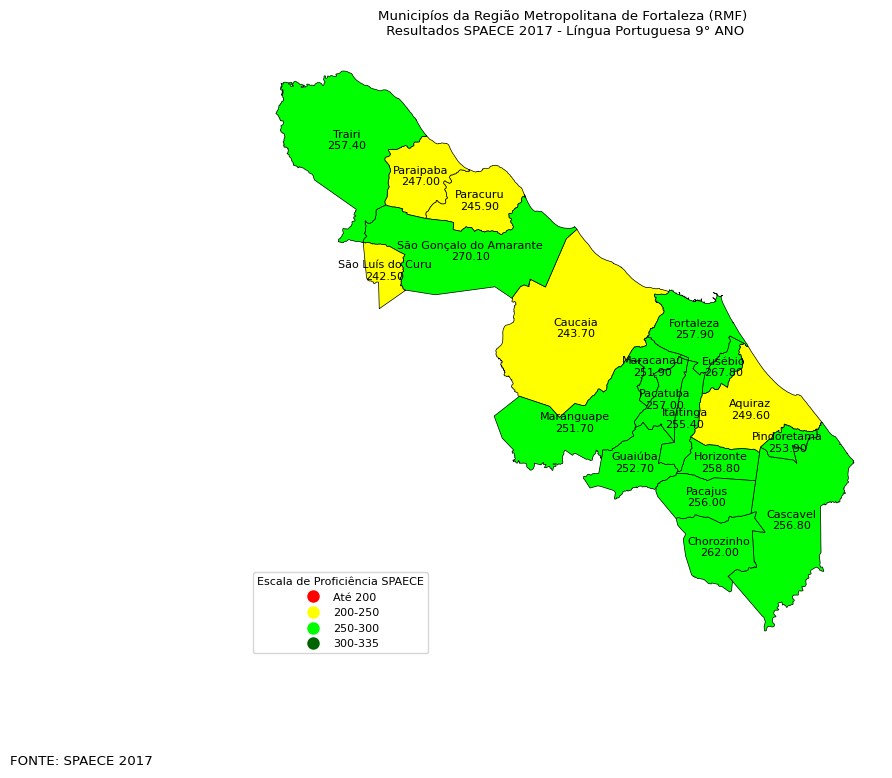 Municipíos da Região Metropolitana de Fortaleza (RMF)
Resultados SPAECE 2017 - Língua Portuguesa 9° ANO
Trairi
257.40
Paraipaba
247.00
Paracuru
245.90
São Gonçalo do Amarante
270.10
São Luís do Curu
242.50
Caucaia
243.70
Fortaleza
257.90
Maracanaú
251.90
Eusébio
267.80
Pacatuba
257.00
Itaitinga
255.40
Aquiraz
249.60
Maranguape
251.70
Pindoretama
253.90
Guaiúba
252.70
Horizonte
258.80
Pacajus
256.00
Cascavel
256.80
Chorozinho
262.00
Escala de Proficiência SPAECE
Até 200
200-250
250-300
300-335
FONTE: SPAECE 2017